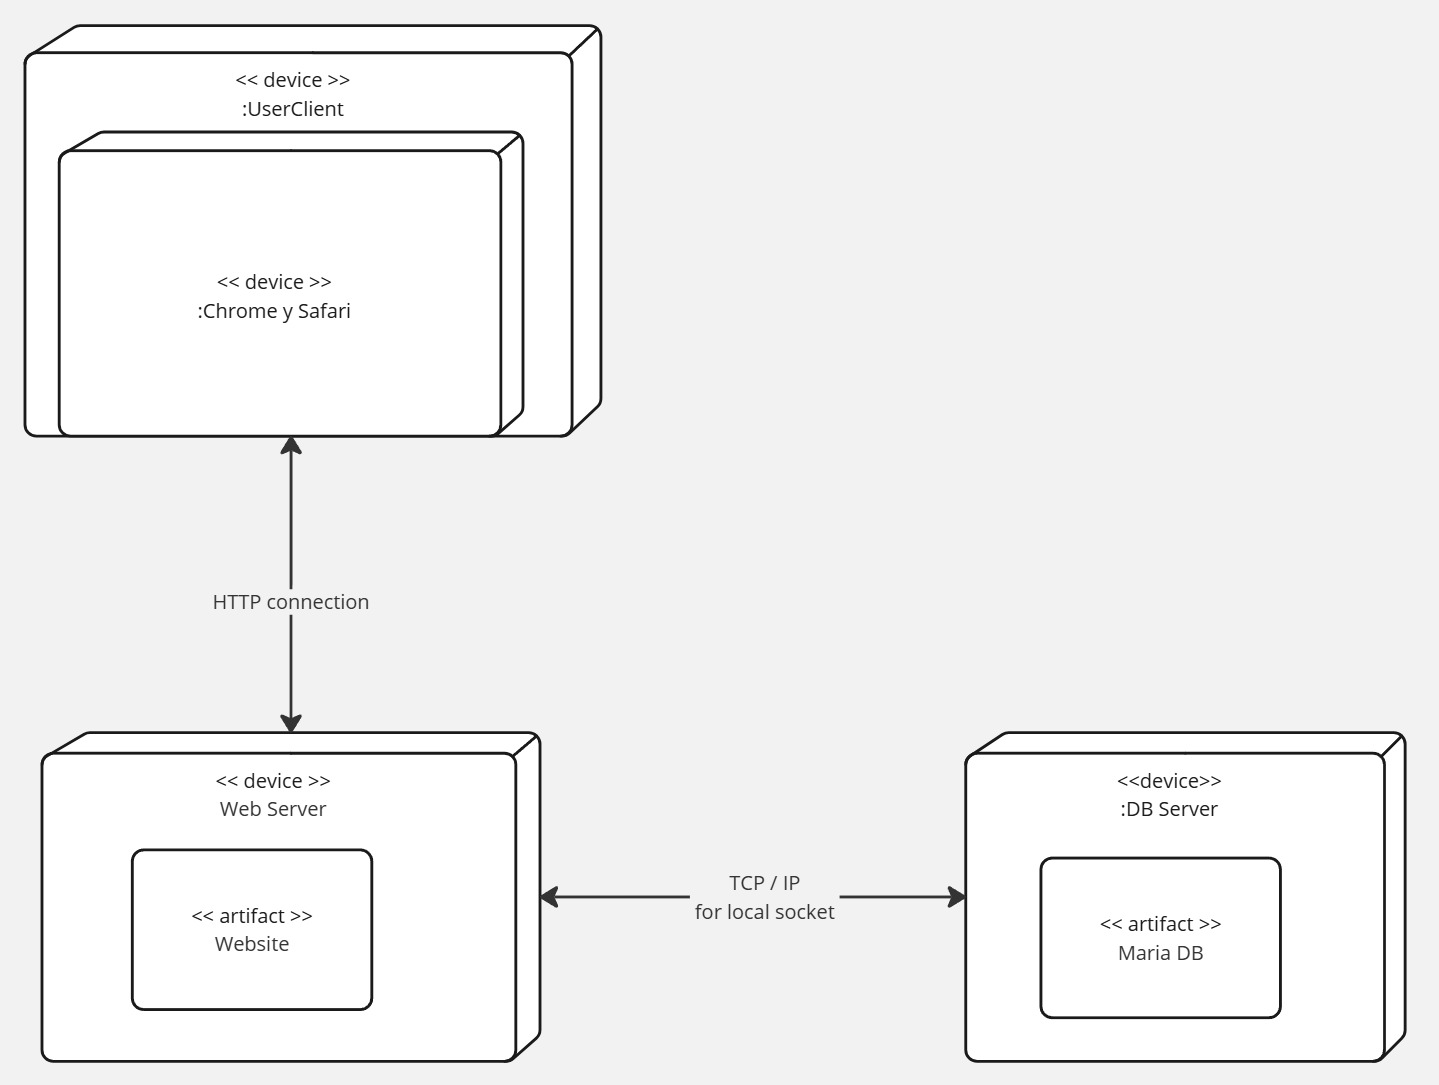 << device >>
:UserClient
<< device >>
:Chrome y Safari
HTTP connection
<< device >>
Web Server
<< artifact >>
Website
TCP / IP
for local socket
<<device>>
:DB Server
<< artifact >>
Maria DB